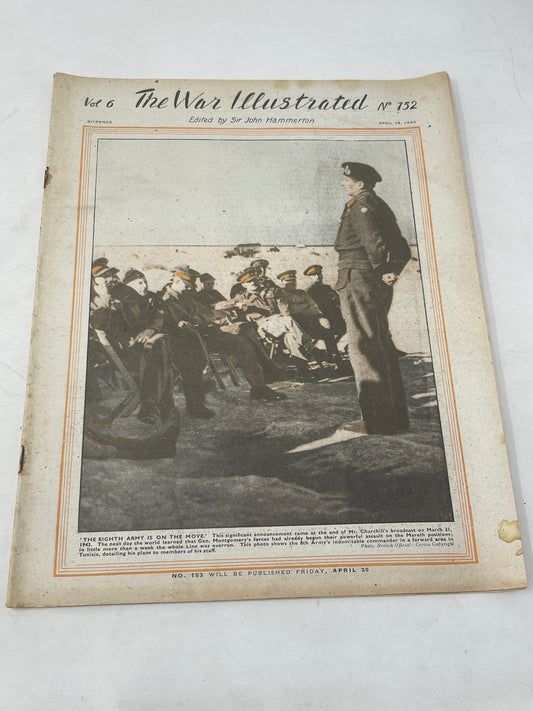 Vol 6 The War Illustrated Nº 152
SIXPENCE Edited by Sir John Hammerton APRIL 16, 1943
'THE EIGHTH ARMY IS ON THE MOVE.' This significant announcement came at the end of Mr. Churchill's broadcast on March 21,
1943. The next day the world learned that Gen. Montgomery's forces had already begun their powerful assault on the Mareth positions;
in little more than a week the whole Line was overrun. This photo shows the 8th Army's indomitable commander in a forward area in
Tunisia, detailing his plans to members of his staff. Photo, British Official: Crown Copyright
NO. 153 WILL BE PUBLISHED FRIDAY, APRIL 30